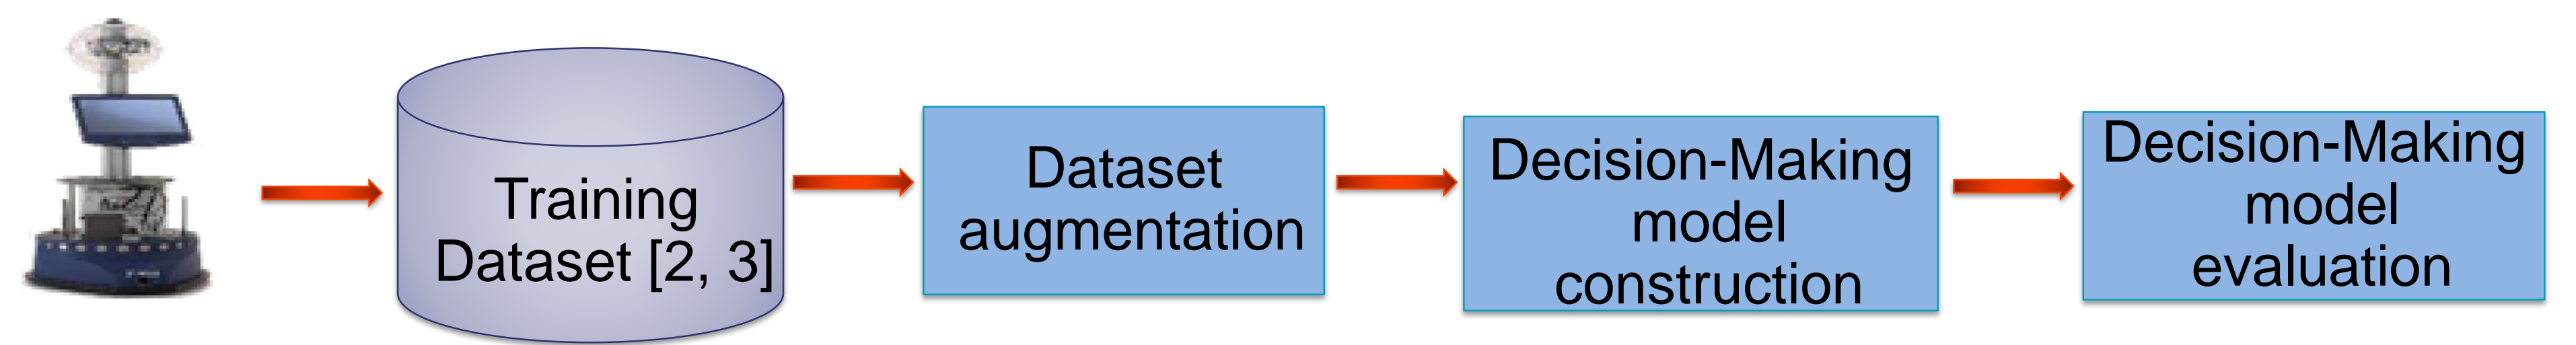 Training
Dataset [2, 3]
Dataset
augmentation
Decision-Making
model
construction
Decision-Making
model
evaluation